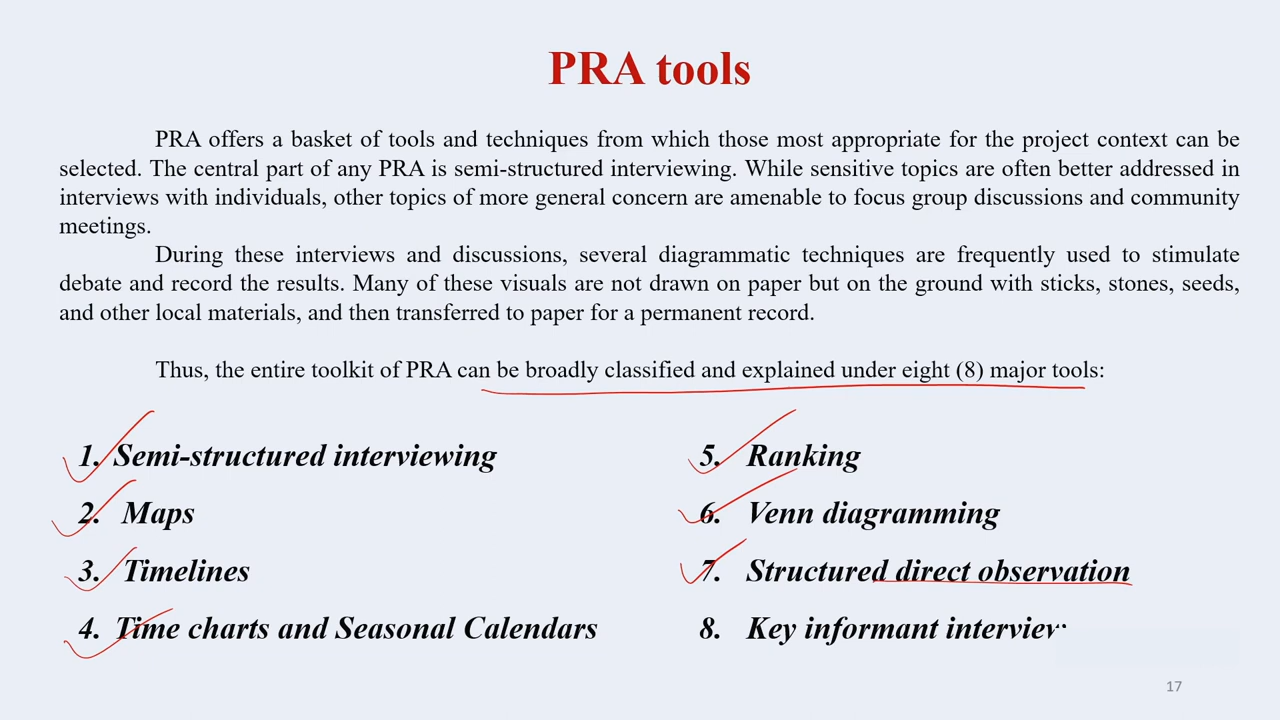 PRA tools
PRA offers a basket of tools and techniques from which those most appropriate for the project context can be
selected. The central part of any PRA is semi-structured interviewing. While sensitive topics are often better addressed in
interviews with individuals, other topics of more general concern are amenable to focus group discussions and community
meetings.
During these interviews and discussions, several diagrammatic techniques are frequently used to stimulate
debate and record the results. Many of these visuals are not drawn on paper but on the ground with sticks, stones, seeds,
and other local materials, and then transferred to paper for a permanent record.
Thus, the entire toolkit of PRA can be broadly classified and explained under eight (8) major tools:
1. Semi-structured interviewing
2. Maps
3. Timelines
4. Time charts and Seasonal Calendars
5. Ranking
6. Venn diagramming
7. Structured direct observation
8. Key informant
17